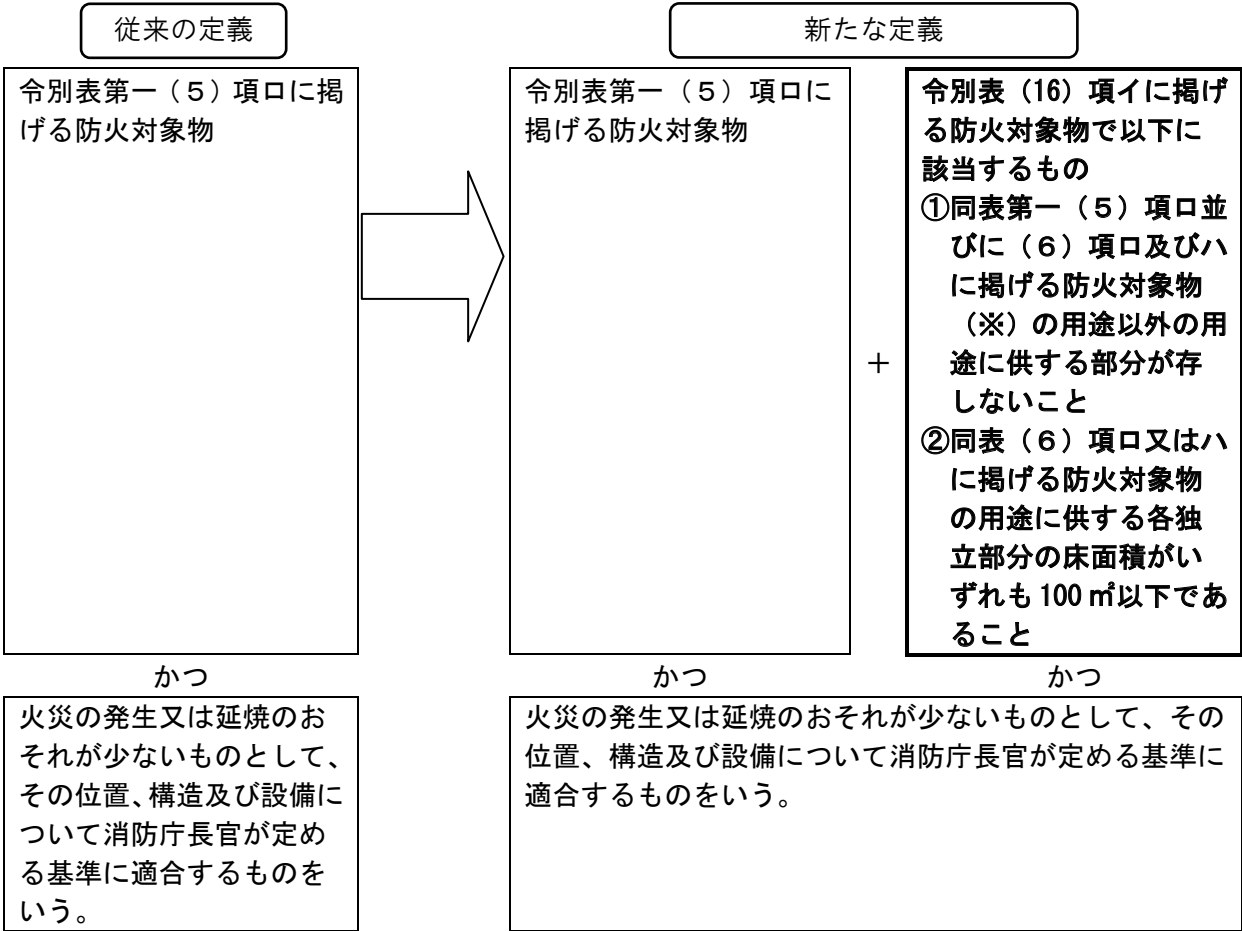 従来の定義
新たな定義
令別表第一（５）項ロに掲
げる防火対象物
令別表第一（５）項ロに
掲げる防火対象物
＋
令別表（16）項イに掲げ
る防火対象物で以下に
該当するもの
①同表第一（５）項ロ並
びに（６）項ロ及びハ
に掲げる防火対象物
（※）の用途以外の用
途に供する部分が存
しないこと
②同表（６）項ロ又はハ
に掲げる防火対象物
の用途に供する各独
立部分の床面積がい
ずれも 100 ㎡以下であ
ること
かつ
かつ
かつ
火災の発生又は延焼のお
それが少ないものとして、
その位置、構造及び設備に
ついて消防庁長官が定め
る基準に適合するものを
いう。
火災の発生又は延焼のおそれが少ないものとして、その
位置、構造及び設備について消防庁長官が定める基準に
適合するものをいう。